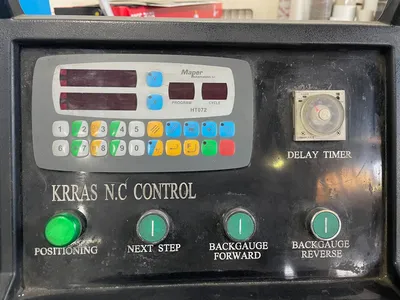 Maper
PROGRAM CYCLE
HT072
1 2 3 4 5
6 7 8 9 0
DELAY TIMER
KRRAS N.C CONTROL
POSITIONING
NEXT STEP
BACKGAUGE
FORWARD
BACKGAUGE
REVERSE